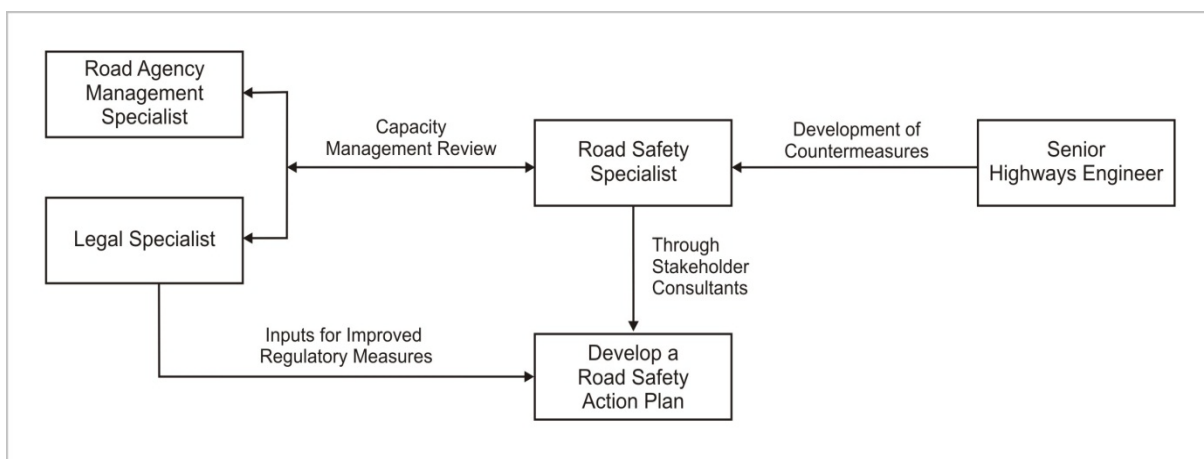 Road Agency
Management
Specialist
Capacity
Management Review
Road Safety
Specialist
Development of
Countermeasures
Senior
Highways Engineer
Legal Specialist
Through
Stakeholder
Consultants
Inputs for Improved
Regulatory Measures
Develop a
Road Safety
Action Plan